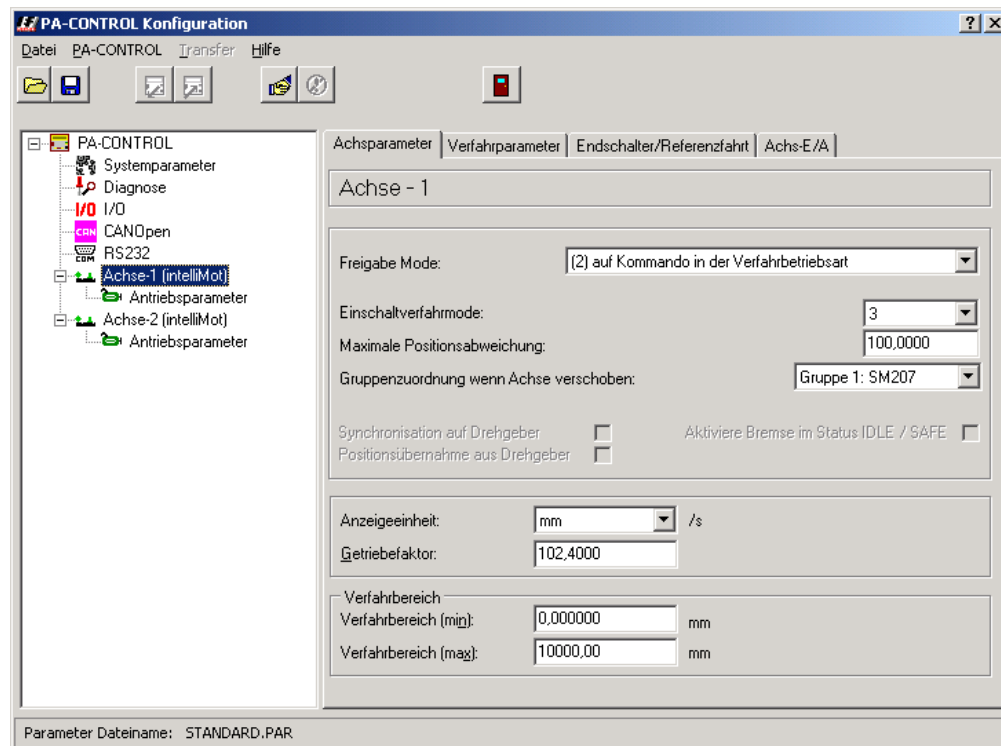 PA-CONTROL Konfiguration
Datei PA-CONTROL Transfer Hilfe
PA-CONTROL
Systemparameter
Diagnose
I/O I/O
CAN CANOpen
COM RS232
Achse-1 (intelliMot)
Antriebsparameter
Achse-2 (intelliMot)
Antriebsparameter
Achsparameter Verfahrparameter Endschalter/Referenzfahrt Achs-E/A
Achse - 1
Freigabe Mode: (2) auf Kommando in der Verfahrbetriebsart
Einschaltverfahrmode: 3
Maximale Positionsabweichung: 100,0000
Gruppenzuordnung wenn Achse verschoben: Gruppe 1: SM207
Synchronisation auf Drehgeber Aktiviere Bremse im Status IDLE / SAFE
Positionsübernahme aus Drehgeber
Anzeigeeinheit: mm /s
Getriebefaktor: 102,4000
Verfahrbereich
Verfahrbereich (min): 0,000000 mm
Verfahrbereich (max): 10000,00 mm
Parameter Dateiname: STANDARD.PAR